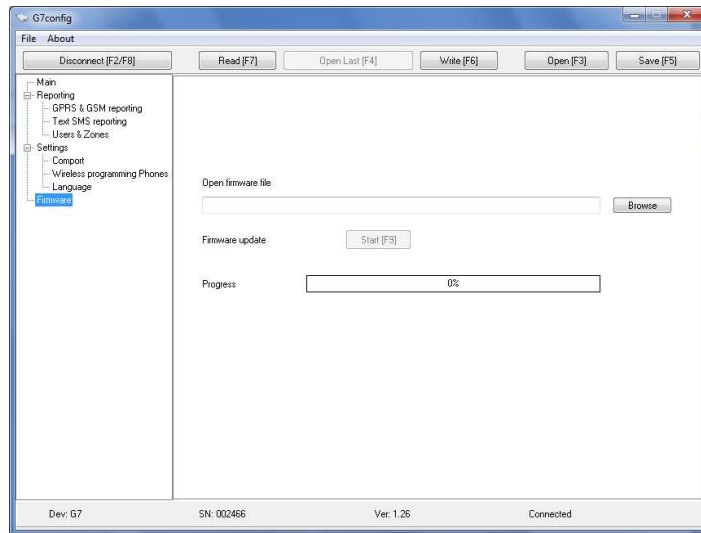 G7config
File About
Disconnect [F2/F8] Read [F7] Open Last [F4] Write [F6] Open [F3] Save [F5]
Main
Reporting
GPRS & GSM reporting
Text SMS reporting
Users & Zones
Settings
Comport
Wireless programming Phones
Language
Firmware
Open firmware file
Browse
Firmware update Start [F9]
Progress 0%
Dev: G7 SN: 002466 Ver: 1.26 Connected